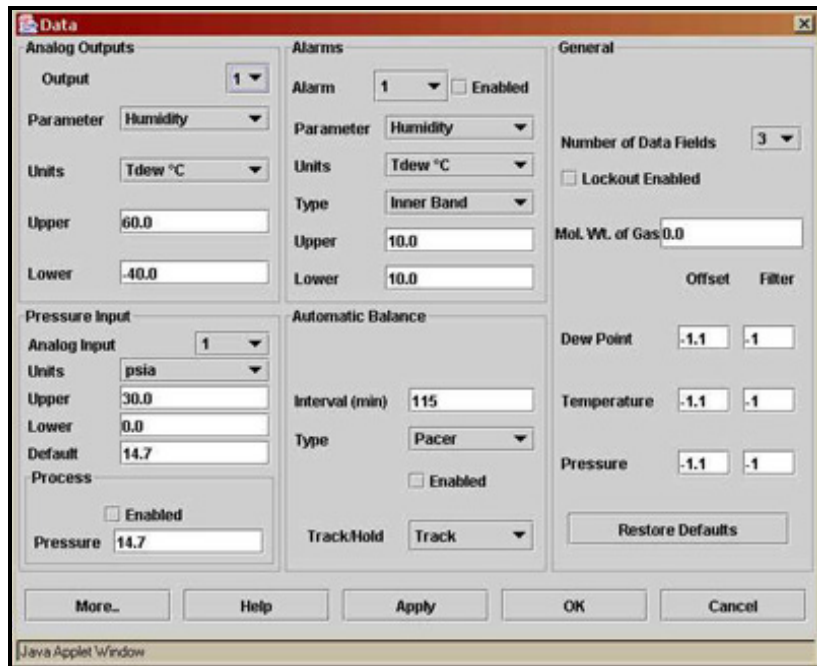 Data
Analog Outputs
Output 1
Parameter Humidity
Units Tdew °C
Upper 60.0
Lower -40.0
Alarms
Alarm 1 Enabled
Parameter Humidity
Units Tdew °C
Type Inner Band
Upper 10.0
Lower 10.0
General
Number of Data Fields 3
Lockout Enabled
Mol. Wt. of Gas 0.0
Offset Filter
Dew Point -1.1 -1
Temperature -1.1 -1
Pressure -1.1 -1
Restore Defaults
Pressure Input
Analog Input 1
Units psia
Upper 30.0
Lower 0.0
Default 14.7
Process
Enabled
Pressure 14.7
Automatic Balance
Interval (min) 115
Type Pacer
Enabled
Track/Hold Track
More.. Help Apply OK Cancel
Java Applet Window